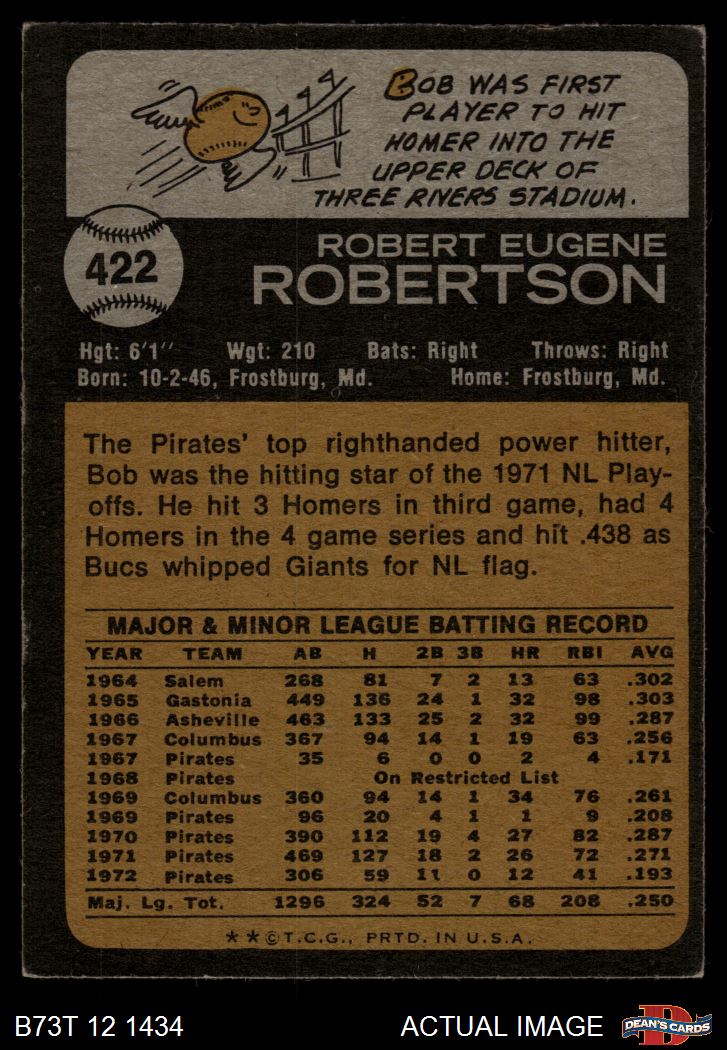 BOB WAS FIRST
PLAYER TO HIT
HOMER INTO THE
UPPER DECK OF
THREE RIVERS STADIUM.
422
ROBERT EUGENE
ROBERTSON
Hgt: 6'1" Wgt: 210 Bats: Right Throws: Right
Born: 10-2-46, Frostburg, Md. Home: Frostburg, Md.
The Pirates' top righthanded power hitter,
Bob was the hitting star of the 1971 NL Play-
offs. He hit 3 Homers in third game, had 4
Homers in the 4 game series and hit .438 as
Bucs whipped Giants for NL flag.
MAJOR & MINOR LEAGUE BATTING RECORD
YEAR TEAM AB H 2B 3B HR RBI AVG
1964 Salem 268 81 7 2 13 63 .302
1965 Gastonia 449 136 24 1 32 98 .303
1966 Asheville 463 133 25 2 32 99 .287
1967 Columbus 367 94 14 1 19 63 .256
1967 Pirates 35 6 0 0 2 4 .171
1968 Pirates On Restricted List
1969 Columbus 360 94 14 1 34 76 .261
1969 Pirates 96 20 4 1 1 9 .208
1970 Pirates 390 112 19 4 27 82 .287
1971 Pirates 469 127 18 2 26 72 .271
1972 Pirates 306 59 11 0 12 41 .193
Maj. Lg. Tot. 1296 324 52 7 68 208 .250
**©T.C.G., PRTD. IN U.S.A.
B73T 12 1434 ACTUAL IMAGE D DEAN'S CARDS